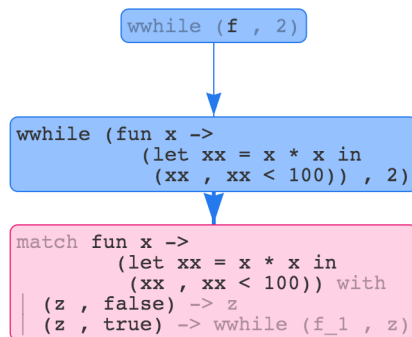 wwhile (f , 2)
wwhile (fun x ->
(let xx = x * x in
(xx , xx < 100)) , 2)
match fun x ->
(let xx = x * x in
(xx , xx < 100)) with
| (z , false) -> z
| (z , true) -> wwhile (f_1 , z)